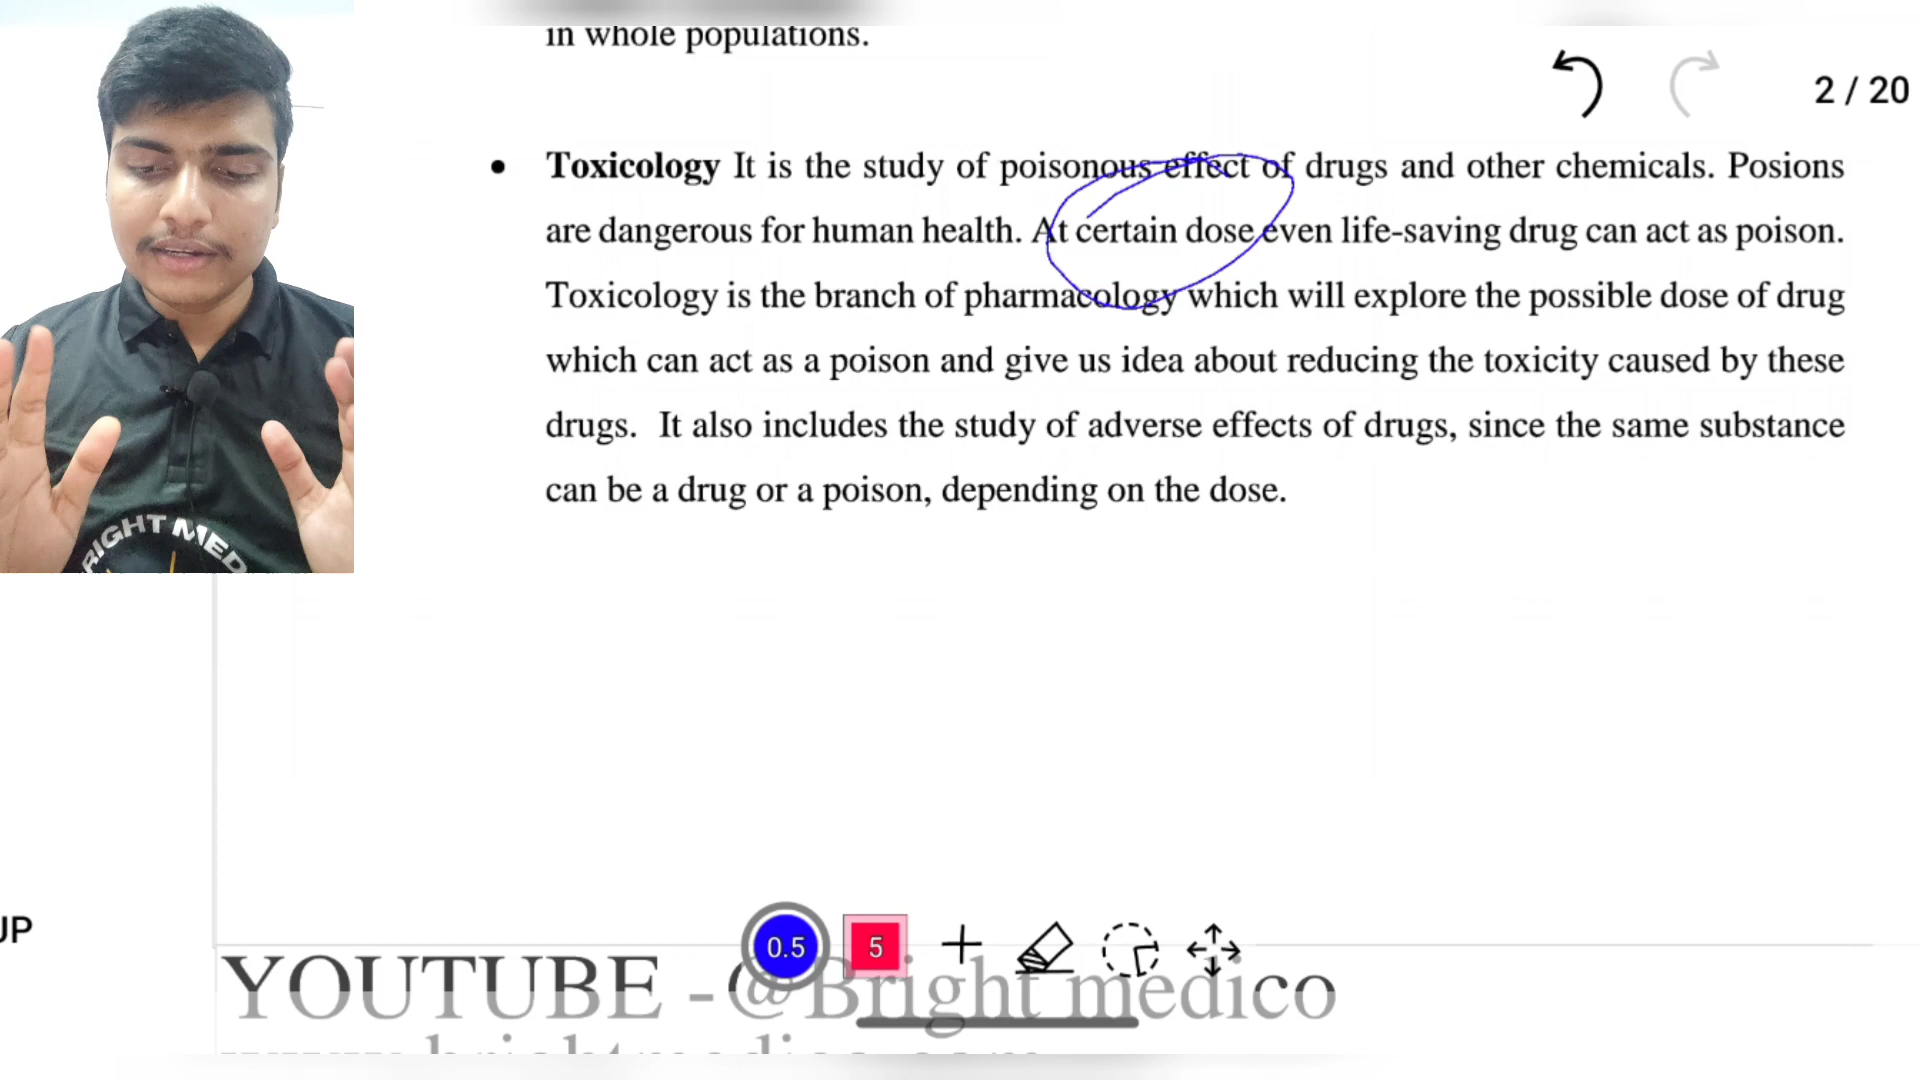 in whole populations.
2 / 20
• Toxicology It is the study of poisonous effect of drugs and other chemicals. Posions
are dangerous for human health. At certain dose even life-saving drug can act as poison.
Toxicology is the branch of pharmacology which will explore the possible dose of drug
which can act as a poison and give us idea about reducing the toxicity caused by these
drugs. It also includes the study of adverse effects of drugs, since the same substance
can be a drug or a poison, depending on the dose.
RIGHT MED
UP
0.5 5
YOUTUBE - @Bright medico